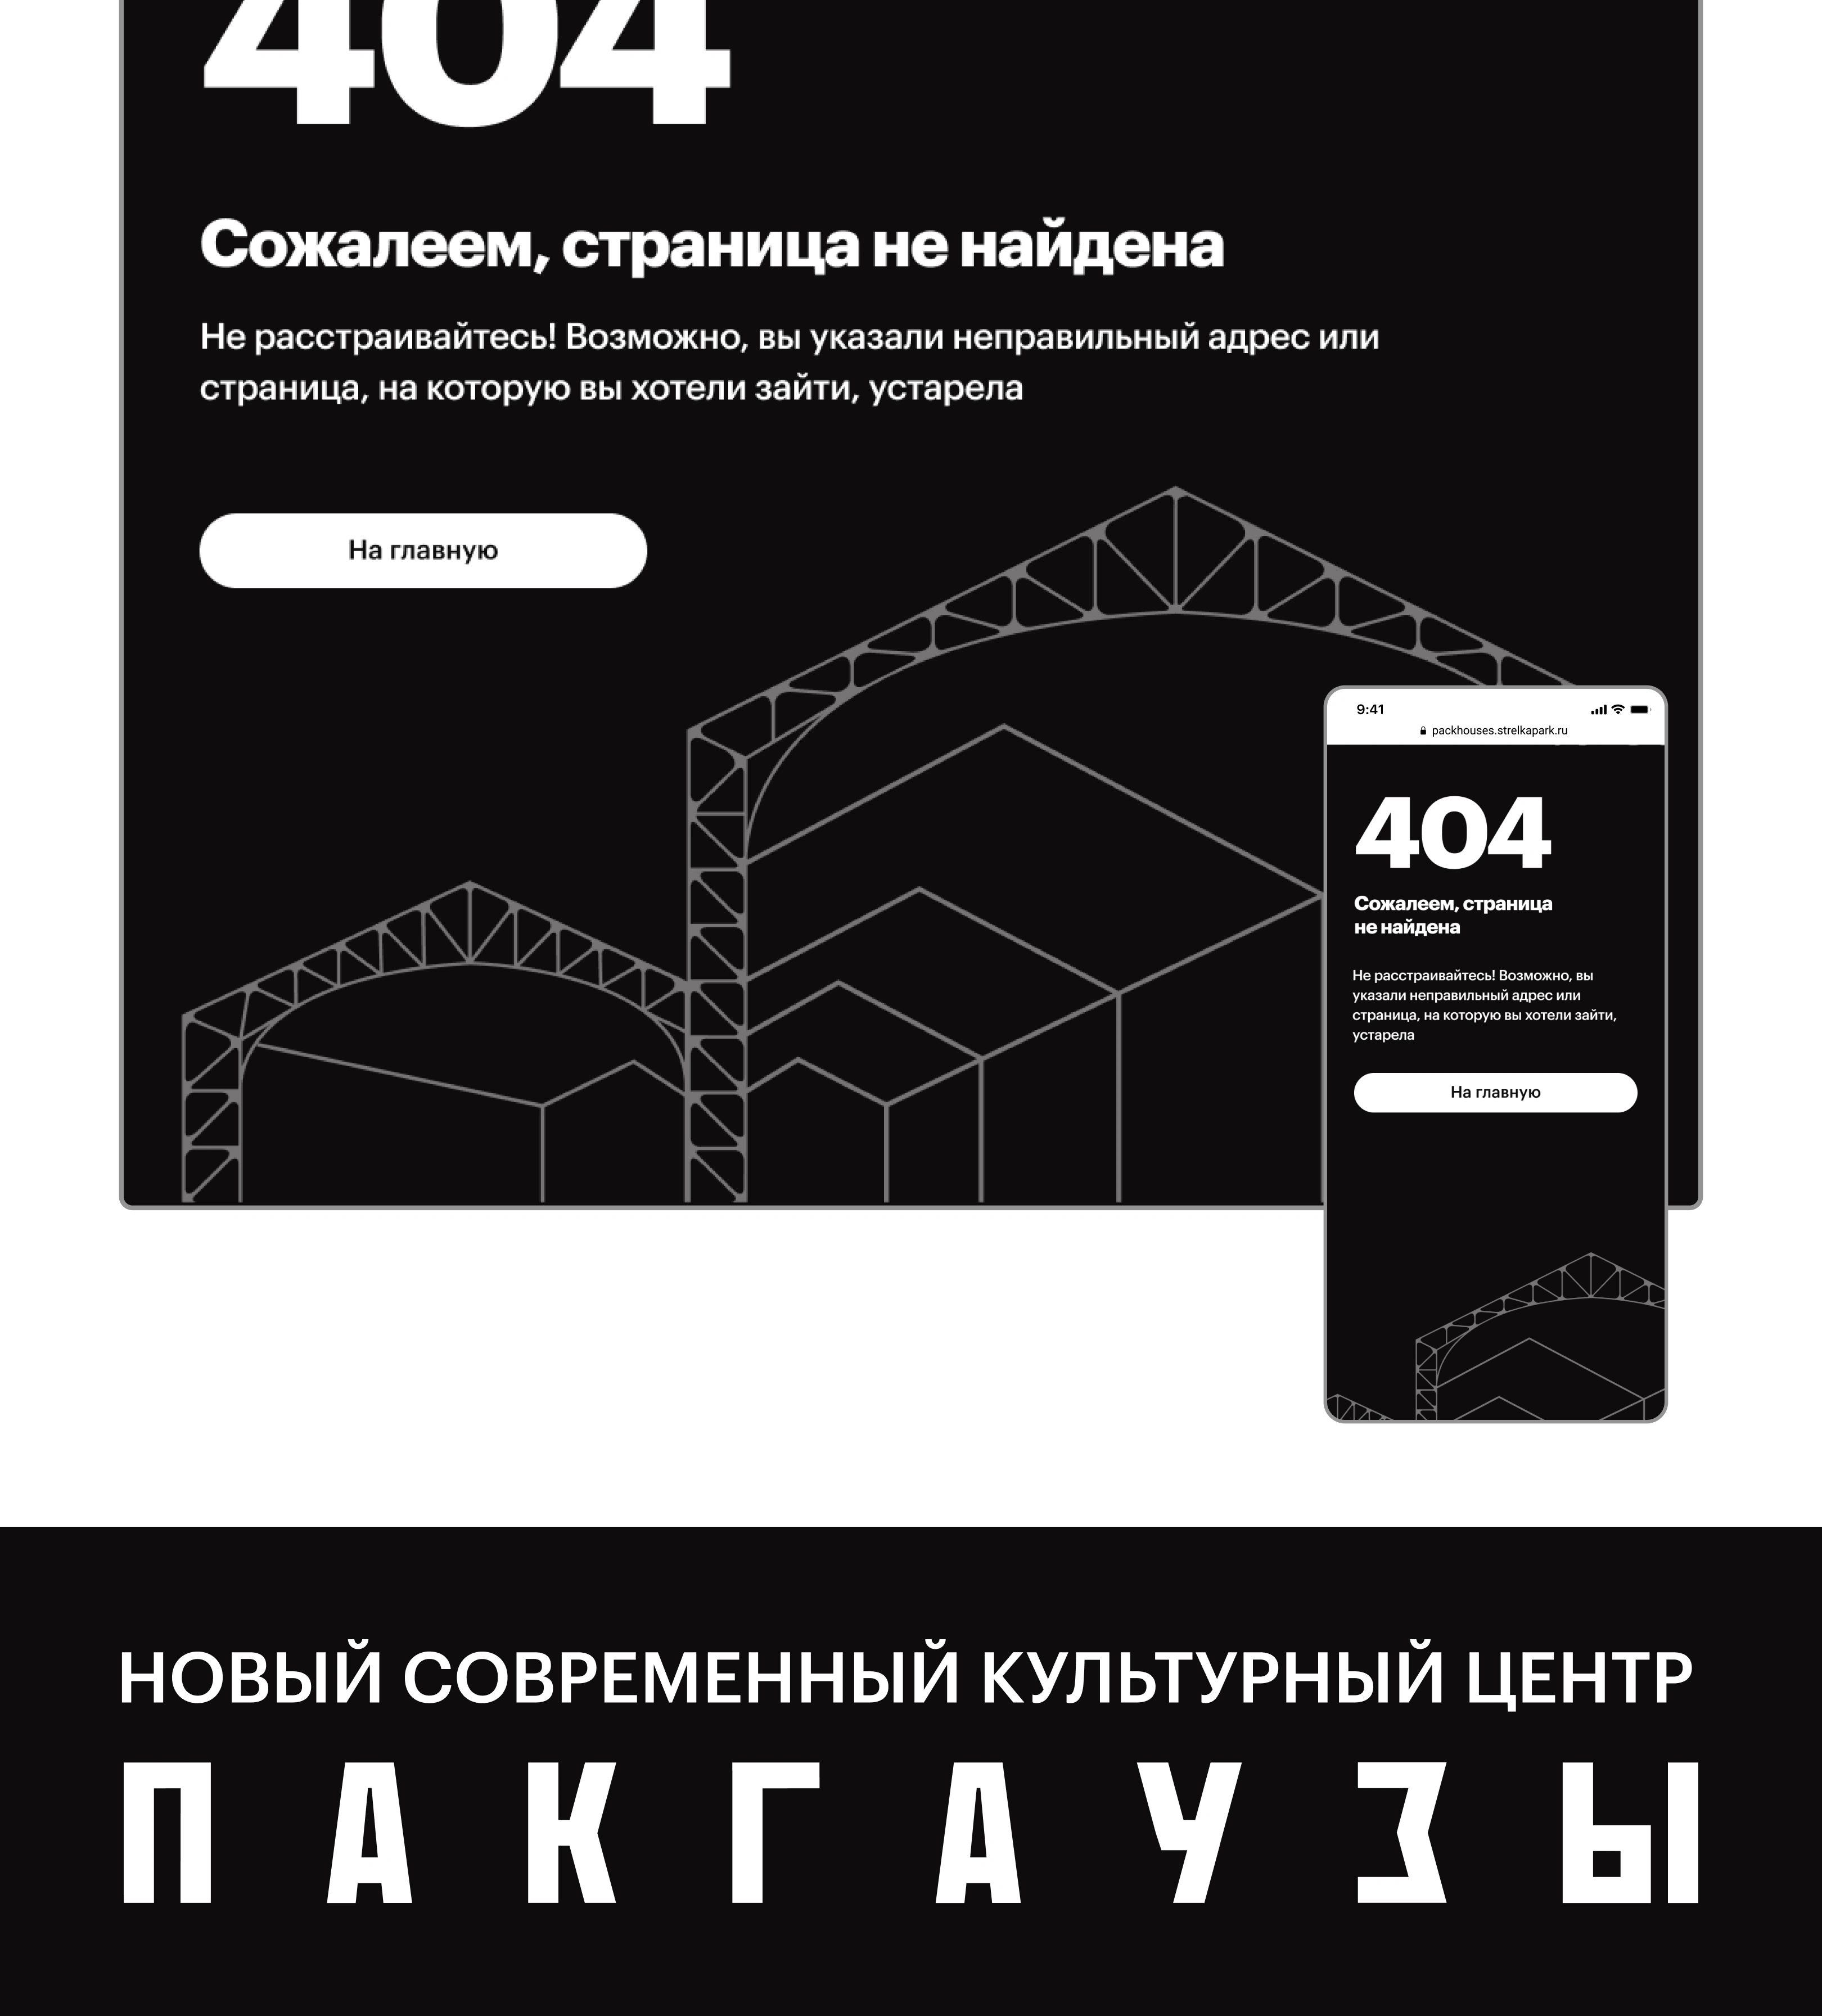 404
Сожалеем, страница не найдена
Не расстраивайтесь! Возможно, вы указали неправильный адрес или
страница, на которую вы хотели зайти, устарела
На главную
9:41
packhouses.strelkapark.ru
404
Сожалеем, страница
не найдена
Не расстраивайтесь! Возможно, вы
указали неправильный адрес или
страница, на которую вы хотели зайти,
устарела
На главную
НОВЫЙ СОВРЕМЕННЫЙ КУЛЬТУРНЫЙ ЦЕНТР
ПАКГАУЗЫ